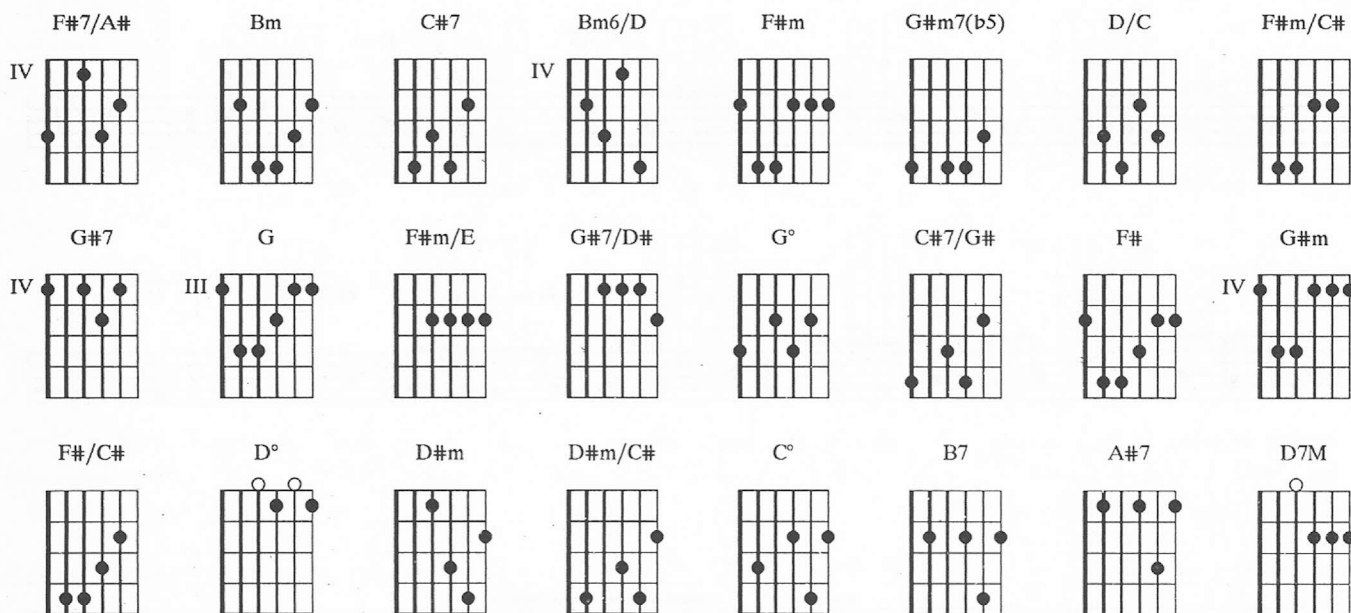 F#7/A# Bm C#7 Bm6/D F#m G#m7(b5) D/C F#m/C#
IV IV
G#7 G F#m/E G#7/D# G° C#7/G# F# G#m
IV III IV
F#/C# D° D#m D#m/C# C° B7 A#7 D7M